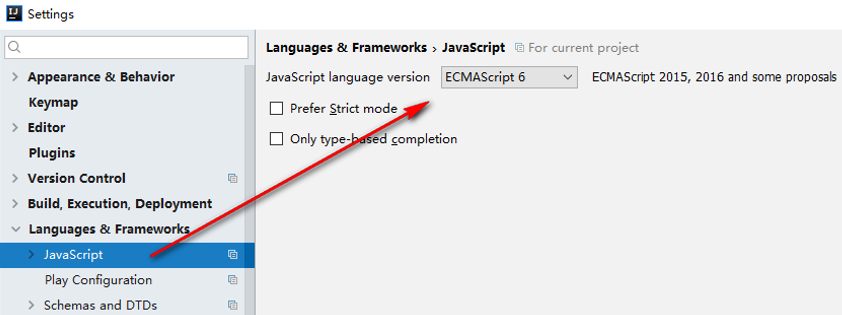 Settings
Appearance & Behavior
Keymap
Editor
Plugins
Version Control
Build, Execution, Deployment
Languages & Frameworks
JavaScript
Play Configuration
Schemas and DTDs
Languages & Frameworks › JavaScript For current project
JavaScript language version ECMAScript 6 ECMAScript 2015, 2016 and some proposals
Prefer Strict mode
Only type-based completion